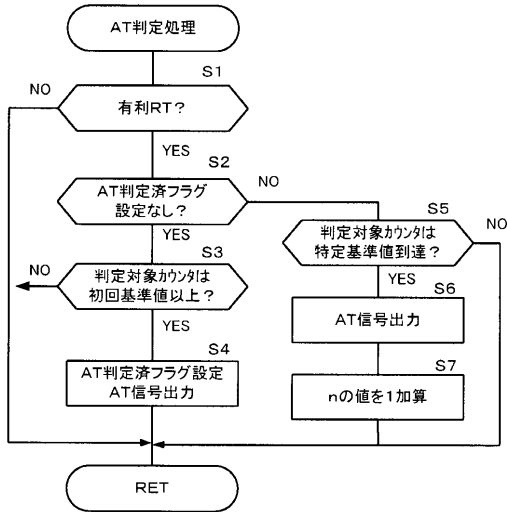 AT判定処理
S1
NO
有利RT?
YES
S2
AT判定済フラグ
設定なし?
NO
YES
S3
NO
判定対象カウンタは
初回基準値以上?
YES
S4
AT判定済フラグ設定
AT信号出力
S5
NO
判定対象カウンタは
特定基準値到達?
YES
S6
AT信号出力
S7
nの値を1加算
RET